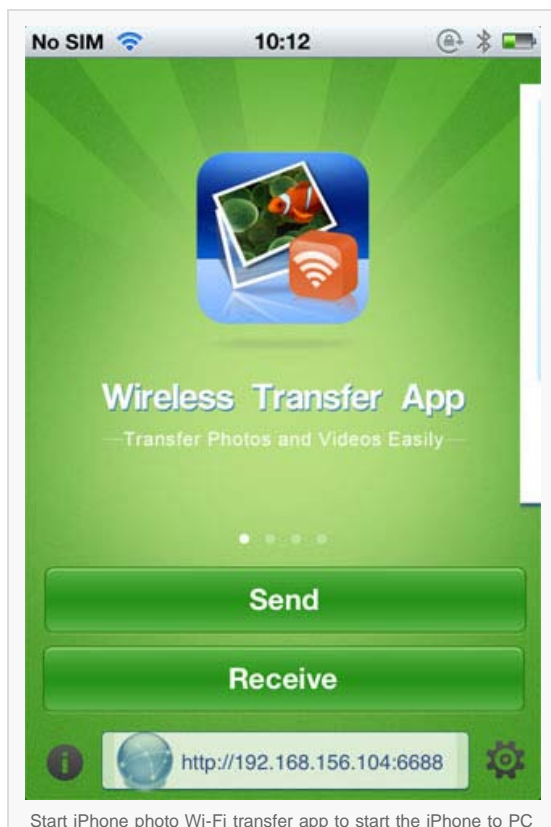 No SIM 10:12
Wireless Transfer App
Transfer Photos and Videos Easily
Send
Receive
http://192.168.156.104:6688
Start iPhone photo Wi-Fi transfer app to start the iPhone to PC